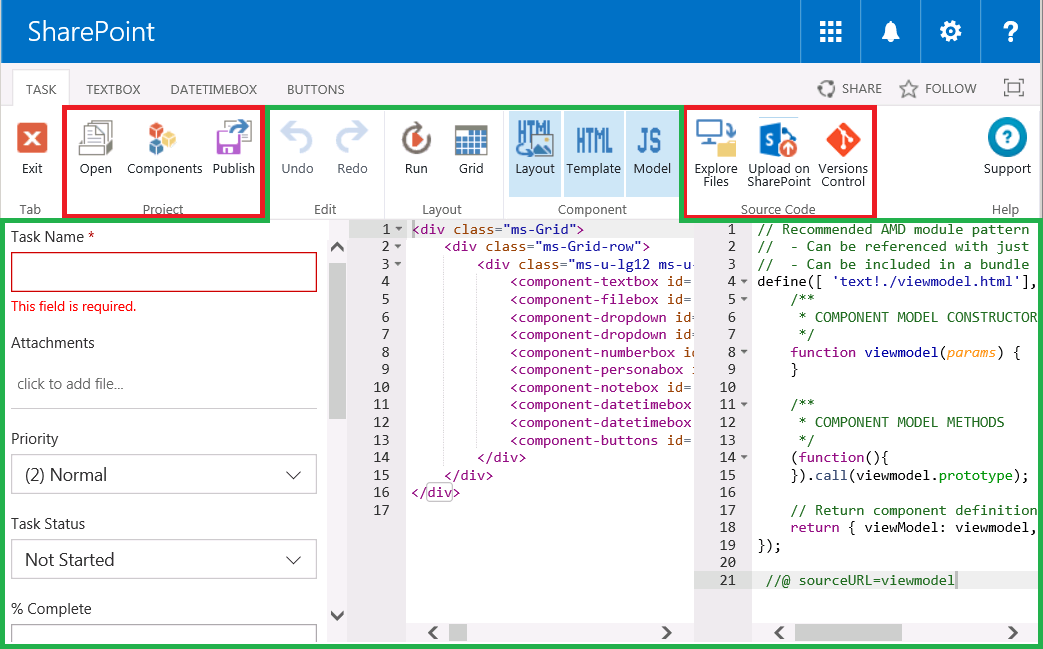 SharePoint
?
TASK TEXTBOX DATETIMEBOX BUTTONS SHARE FOLLOW
HTML HTML JS ?
Exit Open Components Publish Undo Redo Run Grid Layout Template Model Explore Files Upload on SharePoint Versions Control Support
Tab Project Edit Layout Component Source Code Help
Task Name *
This field is required.
Attachments
click to add file...
Priority
(2) Normal
Task Status
Not Started
% Complete
1 <div class="ms-Grid">
2 <div class="ms-Grid-row">
3 <div class="ms-u-lg12 ms-u-
4 <component-textbox id=
5 <component-filebox id=
6 <component-dropdown id=
7 <component-dropdown id=
8 <component-numberbox id
9 <component-personabox i
10 <component-notebox id=
11 <component-datetimebox
12 <component-datetimebox
13 <component-buttons id=
14 </div>
15 </div>
16 </div>
17
1 // Recommended AMD module pattern
2 // - Can be referenced with just
3 // - Can be included in a bundle
4 define([ 'text!./viewmodel.html'],
5 /**
6 * COMPONENT MODEL CONSTRUCTOR
7 */
8 function viewmodel(params) {
9 }
10
11 /**
12 * COMPONENT MODEL METHODS
13 */
14 (function(){
15 }).call(viewmodel.prototype);
16
17 // Return component definition
18 return { viewModel: viewmodel,
19 });
20
21 //@ sourceURL=viewmodel